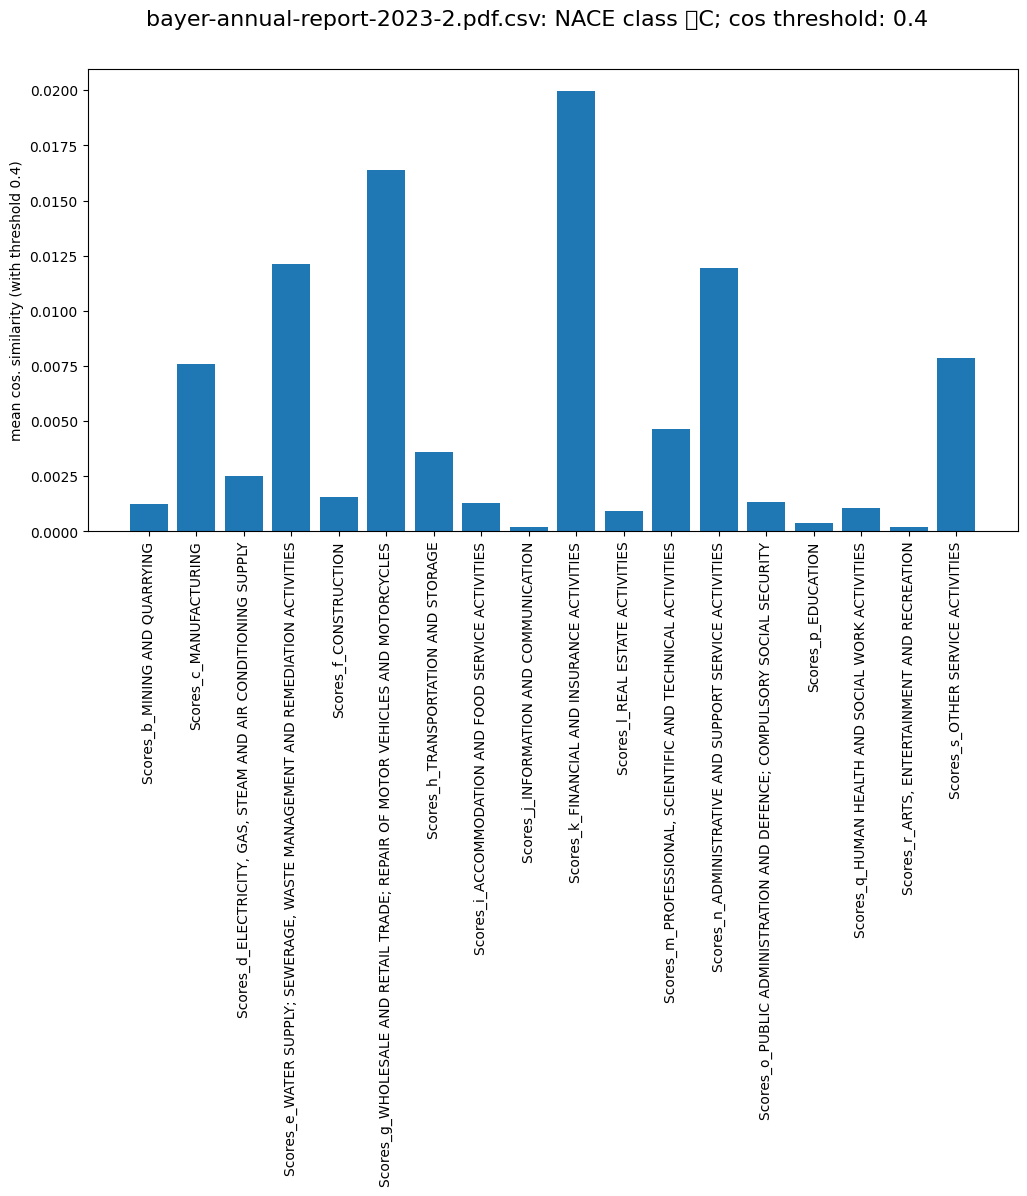 bayer-annual-report-2023-2.pdf.csv: NACE class ▯C; cos threshold: 0.4
mean cos. similarity (with threshold 0.4)
0.0200
0.0175
0.0150
0.0125
0.0100
0.0075
0.0050
0.0025
0.0000
Scores_b_MINING AND QUARRYING
Scores_c_MANUFACTURING
Scores_d_ELECTRICITY, GAS, STEAM AND AIR CONDITIONING SUPPLY
Scores_e_WATER SUPPLY; SEWERAGE, WASTE MANAGEMENT AND REMEDIATION ACTIVITIES
Scores_f_CONSTRUCTION
Scores_g_WHOLESALE AND RETAIL TRADE; REPAIR OF MOTOR VEHICLES AND MOTORCYCLES
Scores_h_TRANSPORTATION AND STORAGE
Scores_i_ACCOMMODATION AND FOOD SERVICE ACTIVITIES
Scores_j_INFORMATION AND COMMUNICATION
Scores_k_FINANCIAL AND INSURANCE ACTIVITIES
Scores_l_REAL ESTATE ACTIVITIES
Scores_m_PROFESSIONAL, SCIENTIFIC AND TECHNICAL ACTIVITIES
Scores_n_ADMINISTRATIVE AND SUPPORT SERVICE ACTIVITIES
Scores_o_PUBLIC ADMINISTRATION AND DEFENCE; COMPULSORY SOCIAL SECURITY
Scores_p_EDUCATION
Scores_q_HUMAN HEALTH AND SOCIAL WORK ACTIVITIES
Scores_r_ARTS, ENTERTAINMENT AND RECREATION
Scores_s_OTHER SERVICE ACTIVITIES